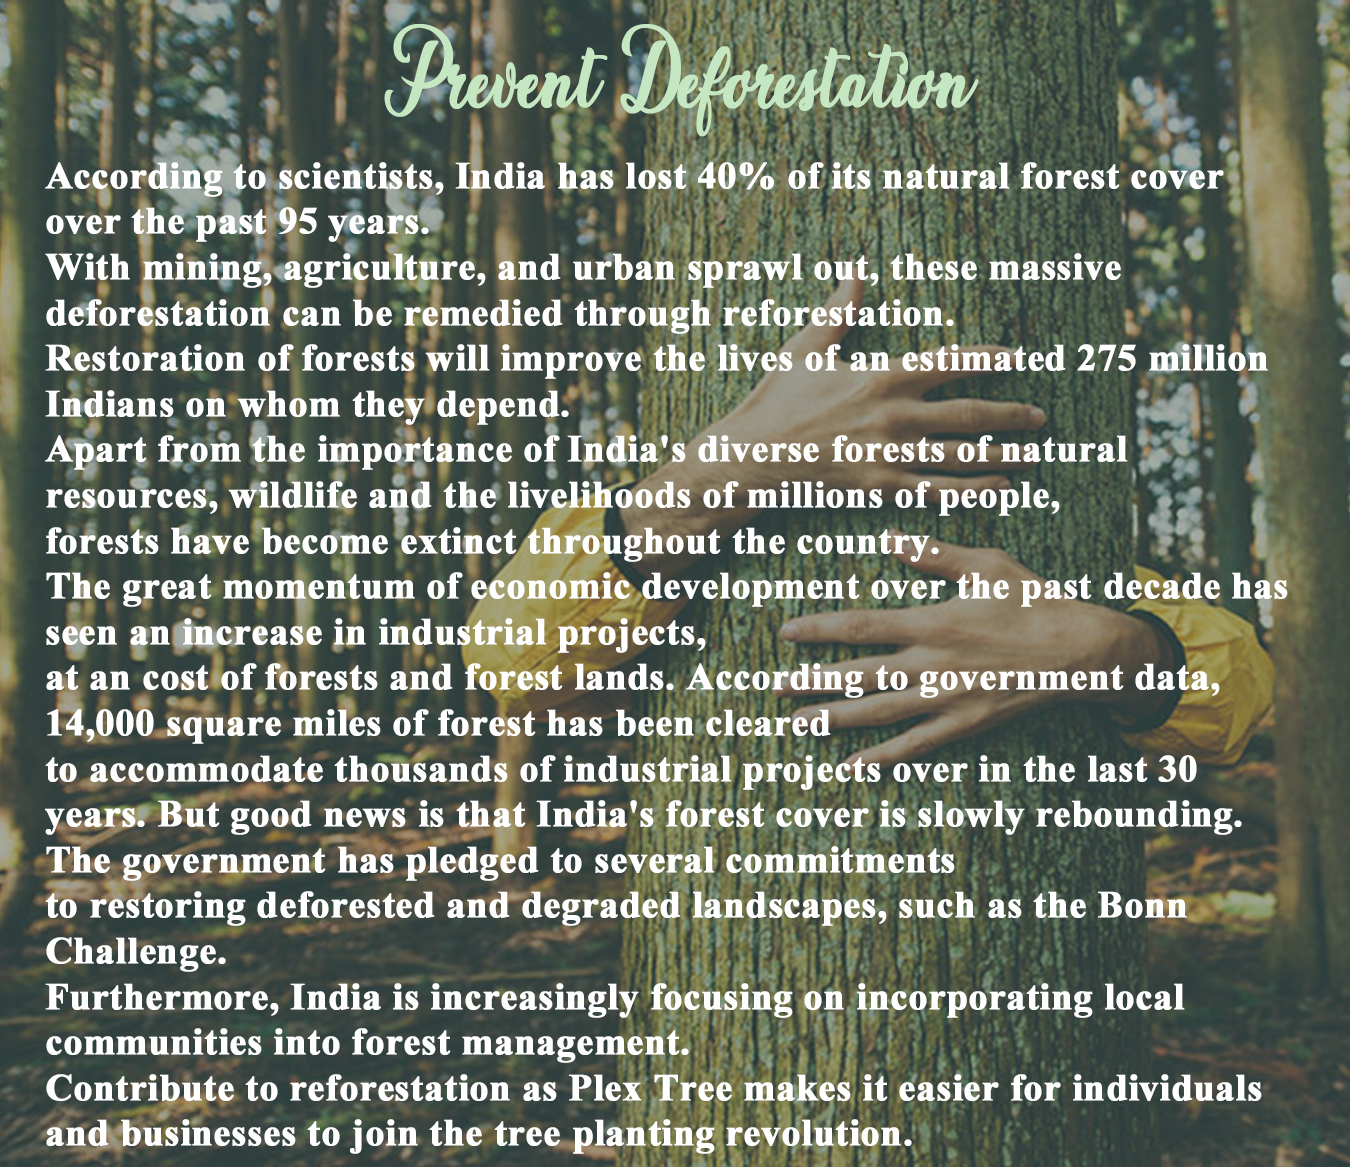 Prevent Deforestation
According to scientists, India has lost 40% of its natural forest cover
over the past 95 years.
With mining, agriculture, and urban sprawl out, these massive
deforestation can be remedied through reforestation.
Restoration of forests will improve the lives of an estimated 275 million
Indians on whom they depend.
Apart from the importance of India's diverse forests of natural
resources, wildlife and the livelihoods of millions of people,
forests have become extinct throughout the country.
The great momentum of economic development over the past decade has
seen an increase in industrial projects,
at an cost of forests and forest lands. According to government data,
14,000 square miles of forest has been cleared
to accommodate thousands of industrial projects over in the last 30
years. But good news is that India's forest cover is slowly rebounding.
The government has pledged to several commitments
to restoring deforested and degraded landscapes, such as the Bonn
Challenge.
Furthermore, India is increasingly focusing on incorporating local
communities into forest management.
Contribute to reforestation as Plex Tree makes it easier for individuals
and businesses to join the tree planting revolution.